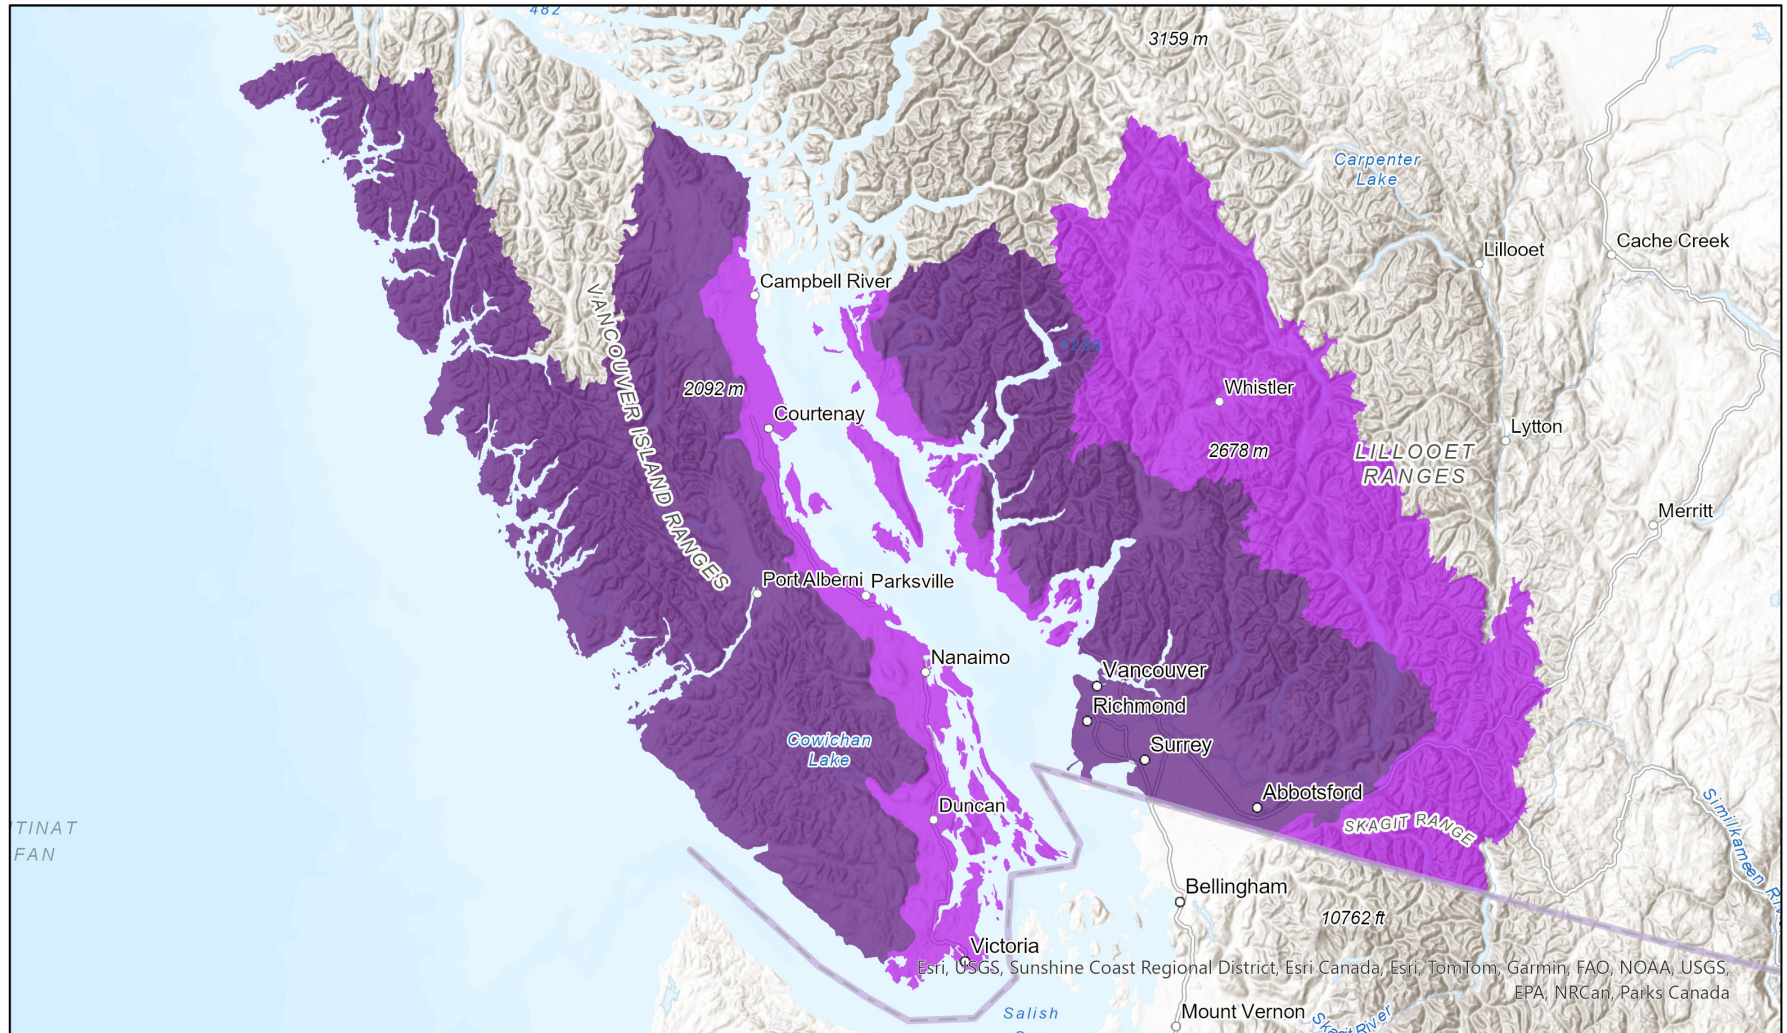 482
3159 m
Carpenter
Lake
Lillooet
Cache Creek
Campbell River
VANCOUVER ISLAND RANGES
1229
2092 m
Whistler
Courtenay
Lytton
2678 m
LILLOOET
RANGES
Merritt
Port Alberni
Parksville
Nanaimo
Vancouver
Richmond
Cowichan
Lake
Surrey
Abbotsford
Duncan
SKAGIT RANGE
TINAT
FAN
Similkameen
Bellingham
10762 ft
Victoria
Esri, USGS, Sunshine Coast Regional District, Esri Canada, Esri, TomTom, Garmin, FAO, NOAA, USGS,
EPA, NRCan, Parks Canada
Salish
Mount Vernon
Skagit River